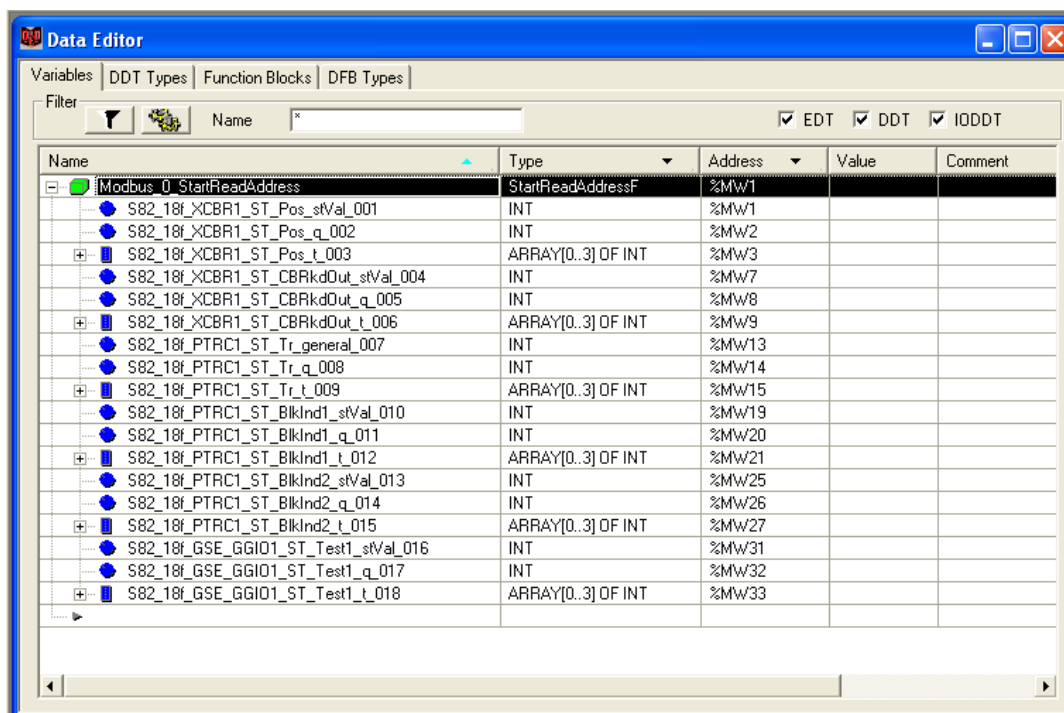 Data Editor
Variables DDT Types Function Blocks DFB Types
Filter
Name * EDT DDT IODDT
Name Type Address Value Comment
Modbus_0_StartReadAddress StartReadAddressF %MW1
S82_18f_XCBR1_ST_Pos_stVal_001 INT %MW1
S82_18f_XCBR1_ST_Pos_q_002 INT %MW2
S82_18f_XCBR1_ST_Pos_t_003 ARRAY[0..3] OF INT %MW3
S82_18f_XCBR1_ST_CBRkdOut_stVal_004 INT %MW7
S82_18f_XCBR1_ST_CBRkdOut_q_005 INT %MW8
S82_18f_XCBR1_ST_CBRkdOut_t_006 ARRAY[0..3] OF INT %MW9
S82_18f_PTRC1_ST_Tr_general_007 INT %MW13
S82_18f_PTRC1_ST_Tr_q_008 INT %MW14
S82_18f_PTRC1_ST_Tr_t_009 ARRAY[0..3] OF INT %MW15
S82_18f_PTRC1_ST_BlkInd1_stVal_010 INT %MW19
S82_18f_PTRC1_ST_BlkInd1_q_011 INT %MW20
S82_18f_PTRC1_ST_BlkInd1_t_012 ARRAY[0..3] OF INT %MW21
S82_18f_PTRC1_ST_BlkInd2_stVal_013 INT %MW25
S82_18f_PTRC1_ST_BlkInd2_q_014 INT %MW26
S82_18f_PTRC1_ST_BlkInd2_t_015 ARRAY[0..3] OF INT %MW27
S82_18f_GSE_GGIO1_ST_Test1_stVal_016 INT %MW31
S82_18f_GSE_GGIO1_ST_Test1_q_017 INT %MW32
S82_18f_GSE_GGIO1_ST_Test1_t_018 ARRAY[0..3] OF INT %MW33